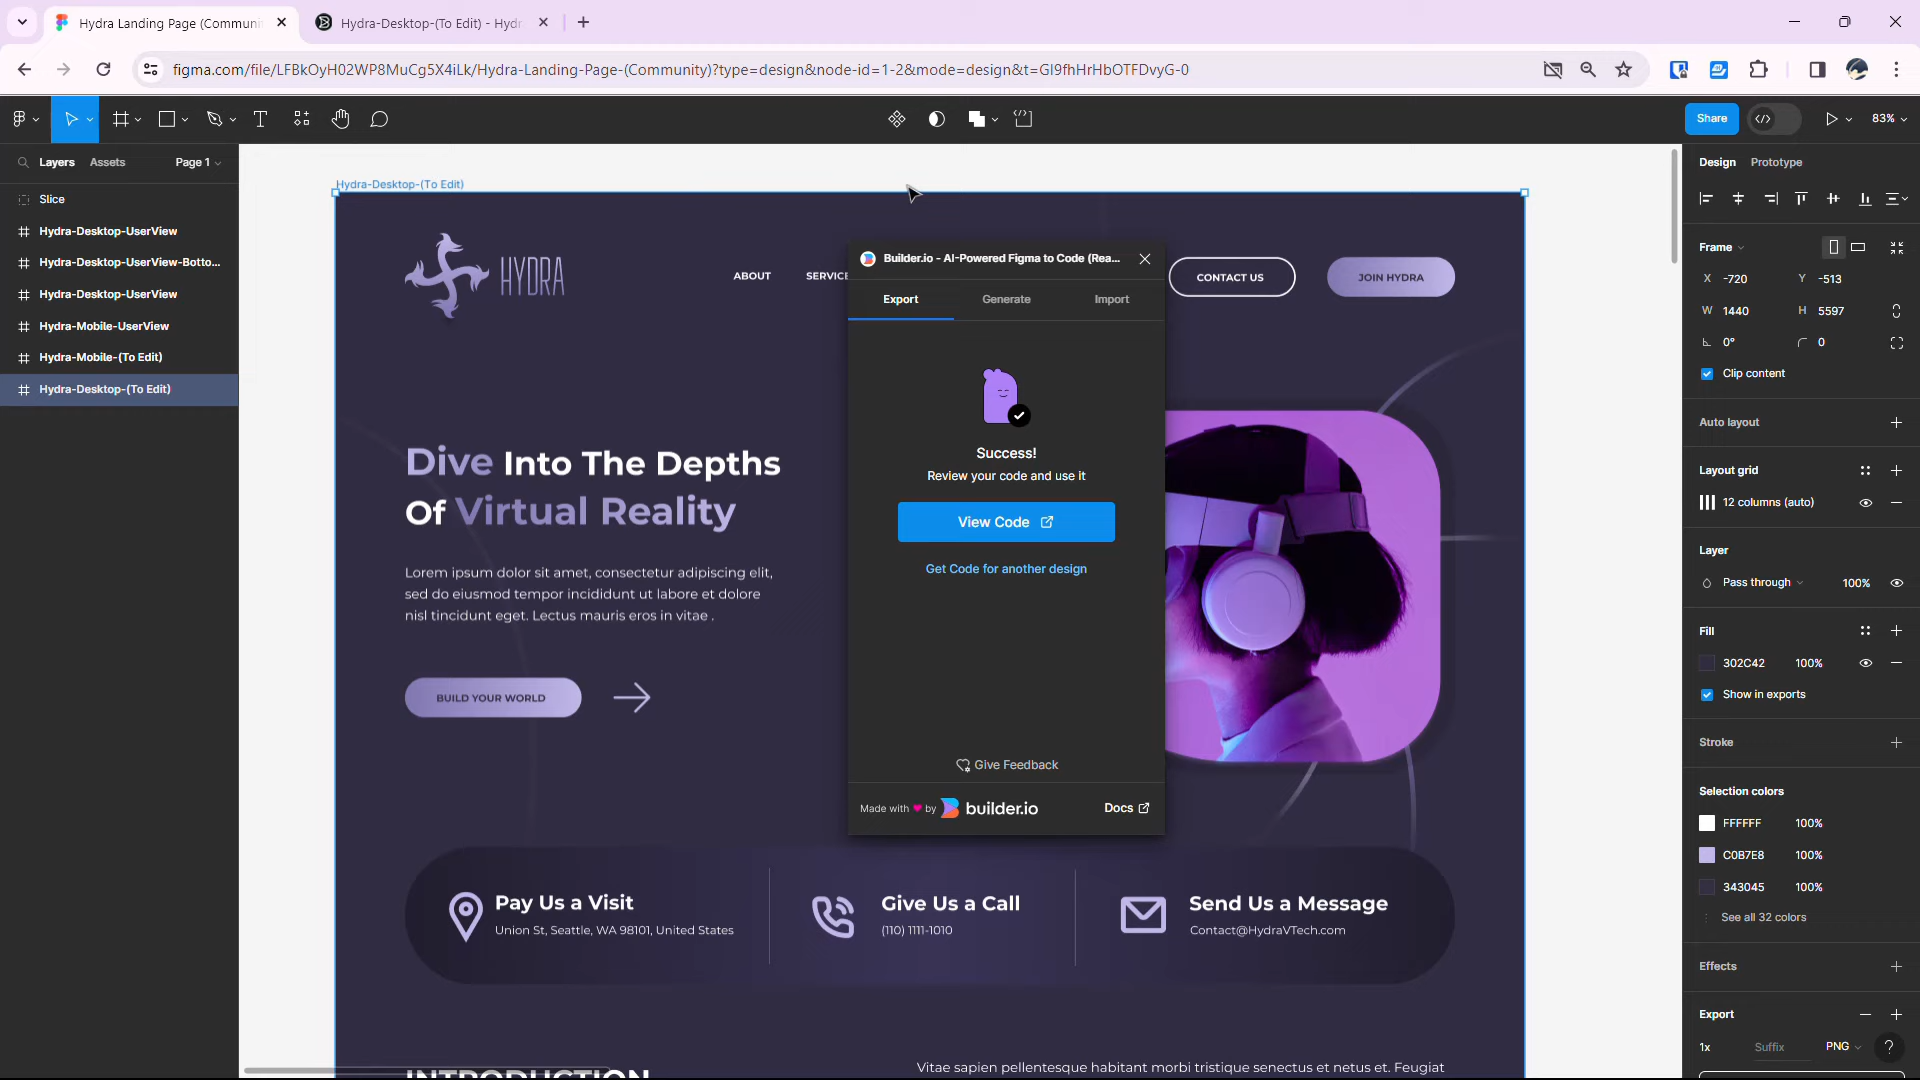 Hydra Landing Page (Communi
Hydra-Desktop-(To Edit) - Hydr
figma.com/file/LFBkOyH02WP8MuCg5X4iLk/Hydra-Landing-Page-(Community)?type=design&node-id=1-2&mode=design&t=GI9fhHrHbOTFDvyG-0
Share
83%
Layers
Assets
Page 1
Slice
Hydra-Desktop-UserView
Hydra-Desktop-UserView-Botto...
Hydra-Desktop-UserView
Hydra-Mobile-UserView
Hydra-Mobile-(To Edit)
Hydra-Desktop-(To Edit)
Hydra-Desktop-(To Edit)
HYDRA
ABOUT
SERVICE
CONTACT US
JOIN HYDRA
Dive Into The Depths
Of Virtual Reality
Lorem ipsum dolor sit amet, consectetur adipiscing elit,
sed do eiusmod tempor incididunt ut labore et dolore
nisl tincidunt eget. Lectus mauris eros in vitae .
BUILD YOUR WORLD
Builder.io - AI-Powered Figma to Code (Rea...
Export
Generate
Import
Success!
Review your code and use it
View Code
Get Code for another design
Give Feedback
Made with ♥ by builder.io
Docs
Pay Us a Visit
Union St, Seattle, WA 98101, United States
Give Us a Call
(110) 1111-1010
Send Us a Message
Contact@HydraVTech.com
INTRODUCTION
Vitae sapien pellentesque habitant morbi tristique senectus et netus et. Feugiat
Design
Prototype
Frame
X -720
Y -513
W 1440
H 5597
0°
0
Clip content
Auto layout
Layout grid
12 columns (auto)
Layer
Pass through
100%
Fill
302C42 100%
Show in exports
Stroke
Selection colors
FFFFFF 100%
C0B7E8 100%
343045 100%
See all 32 colors
Effects
Export
1x
Suffix
PNG
?